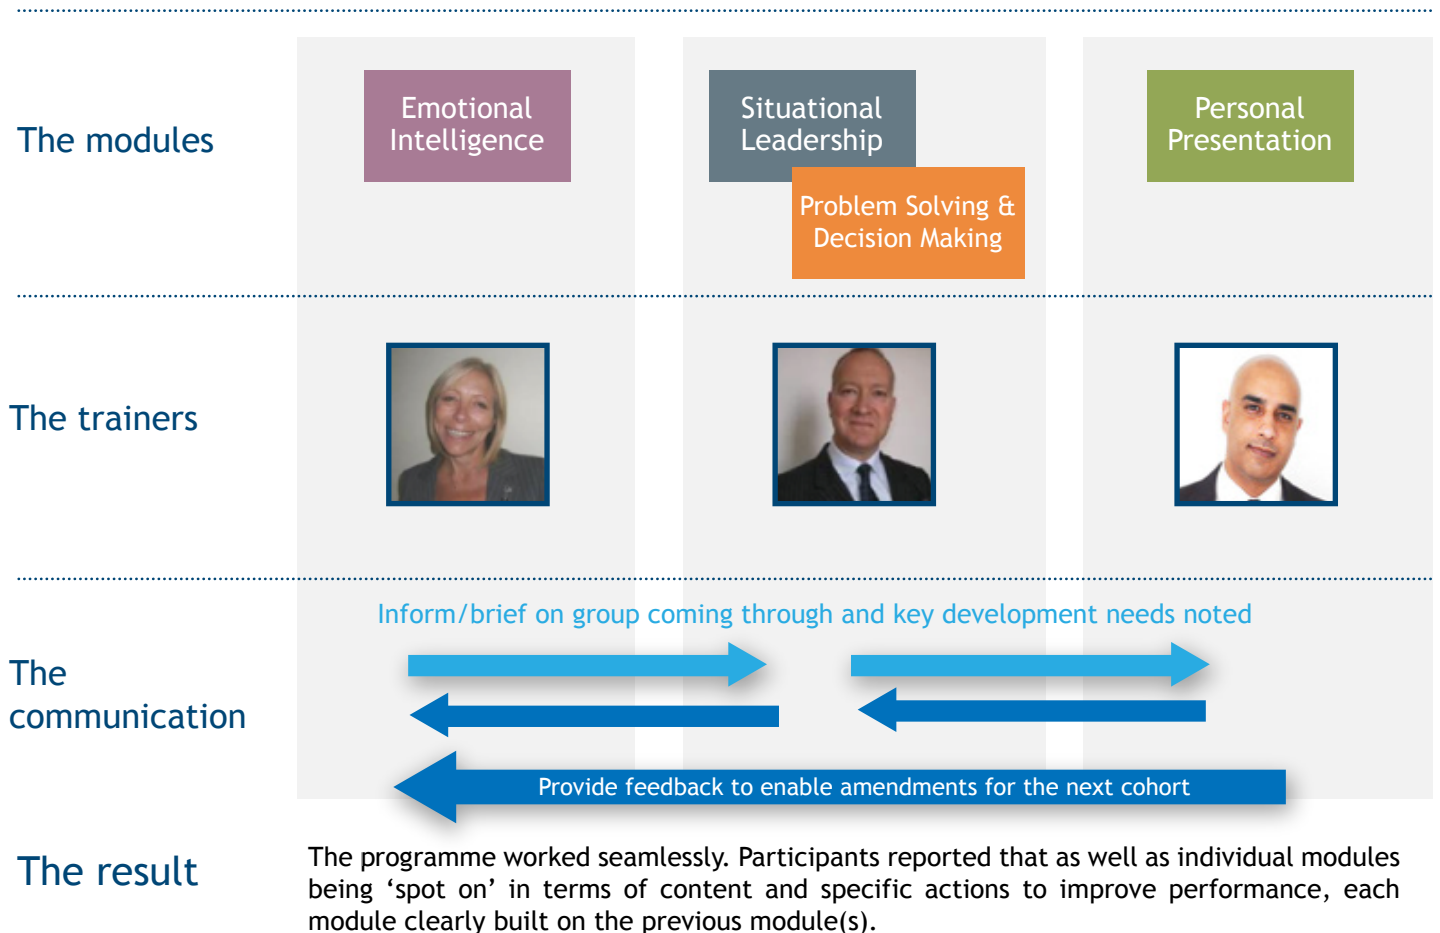 The modules
Emotional
Intelligence
Situational
Leadership
Problem Solving &
Decision Making
Personal
Presentation
The trainers
The
communication
Inform/brief on group coming through and key development needs noted
Provide feedback to enable amendments for the next cohort
The result
The programme worked seamlessly. Participants reported that as well as individual modules
being ‘spot on’ in terms of content and specific actions to improve performance, each
module clearly built on the previous module(s).